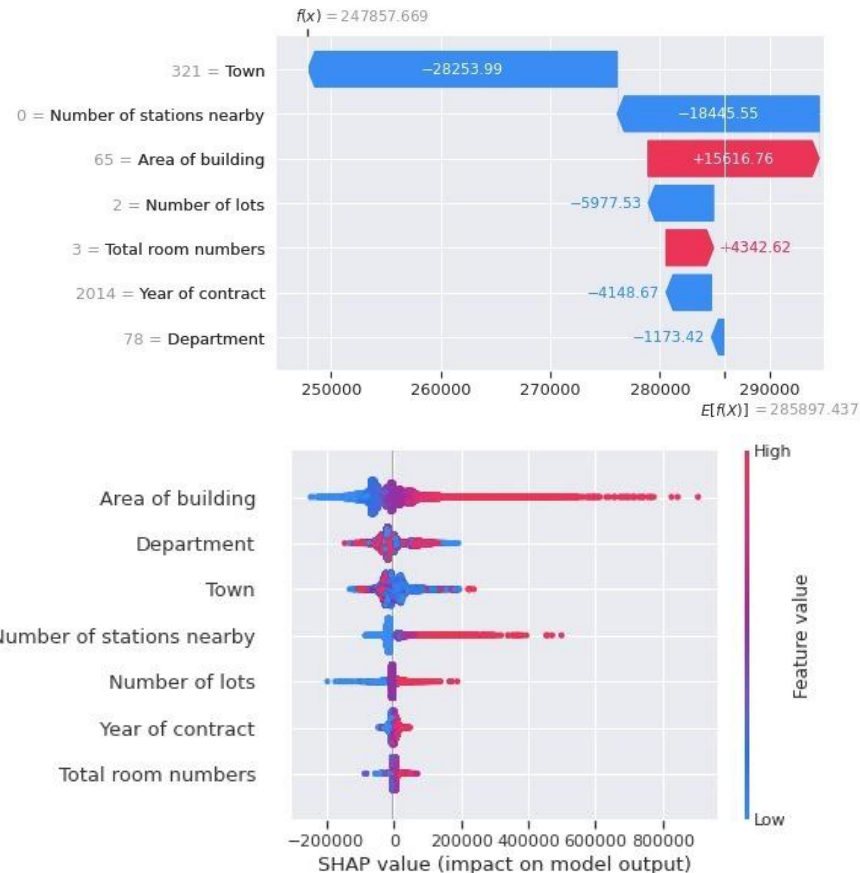 f(x) = 247857.669
321 = Town
−28253.99
0 = Number of stations nearby
−18445.55
65 = Area of building
+15616.76
2 = Number of lots
−5977.53
3 = Total room numbers
+4342.62
2014 = Year of contract
−4148.67
78 = Department
−1173.42
250000 260000 270000 280000 290000
E[f(X)] = 285897.437
High
Area of building
Department
Town
Number of stations nearby
Number of lots
Year of contract
Total room numbers
Feature value
Low
−200000 0 200000 400000 600000 800000
SHAP value (impact on model output)